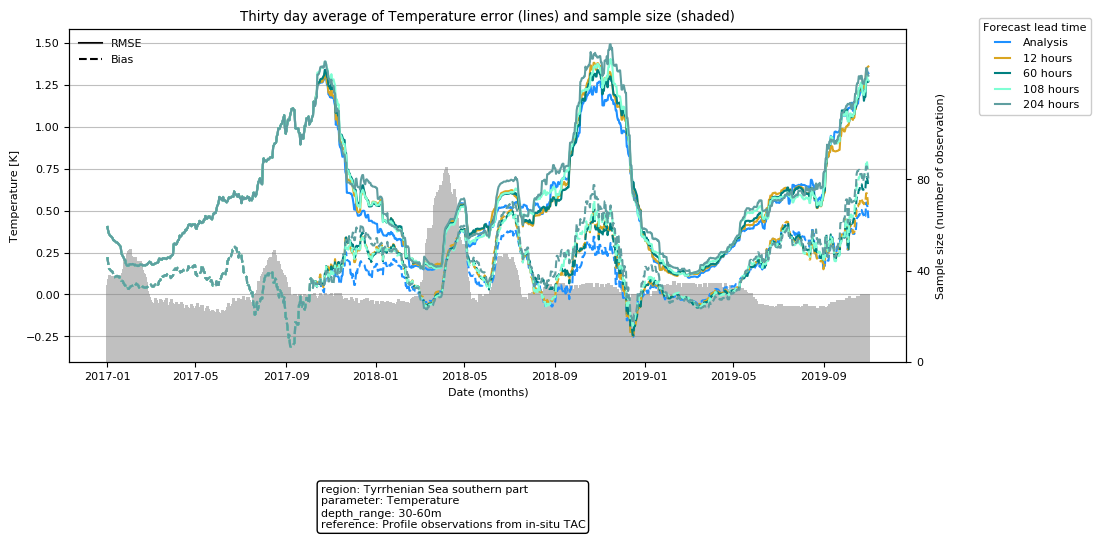 Thirty day average of Temperature error (lines) and sample size (shaded)
RMSE
Bias
1.50
1.25
1.00
0.75
0.50
0.25
0.00
−0.25
Temperature [K]
80
40
0
Sample size (number of observation)
2017-01 2017-05 2017-09 2018-01 2018-05 2018-09 2019-01 2019-05 2019-09
Date (months)
Forecast lead time
Analysis
12 hours
60 hours
108 hours
204 hours
region: Tyrrhenian Sea southern part
parameter: Temperature
depth_range: 30-60m
reference: Profile observations from in-situ TAC